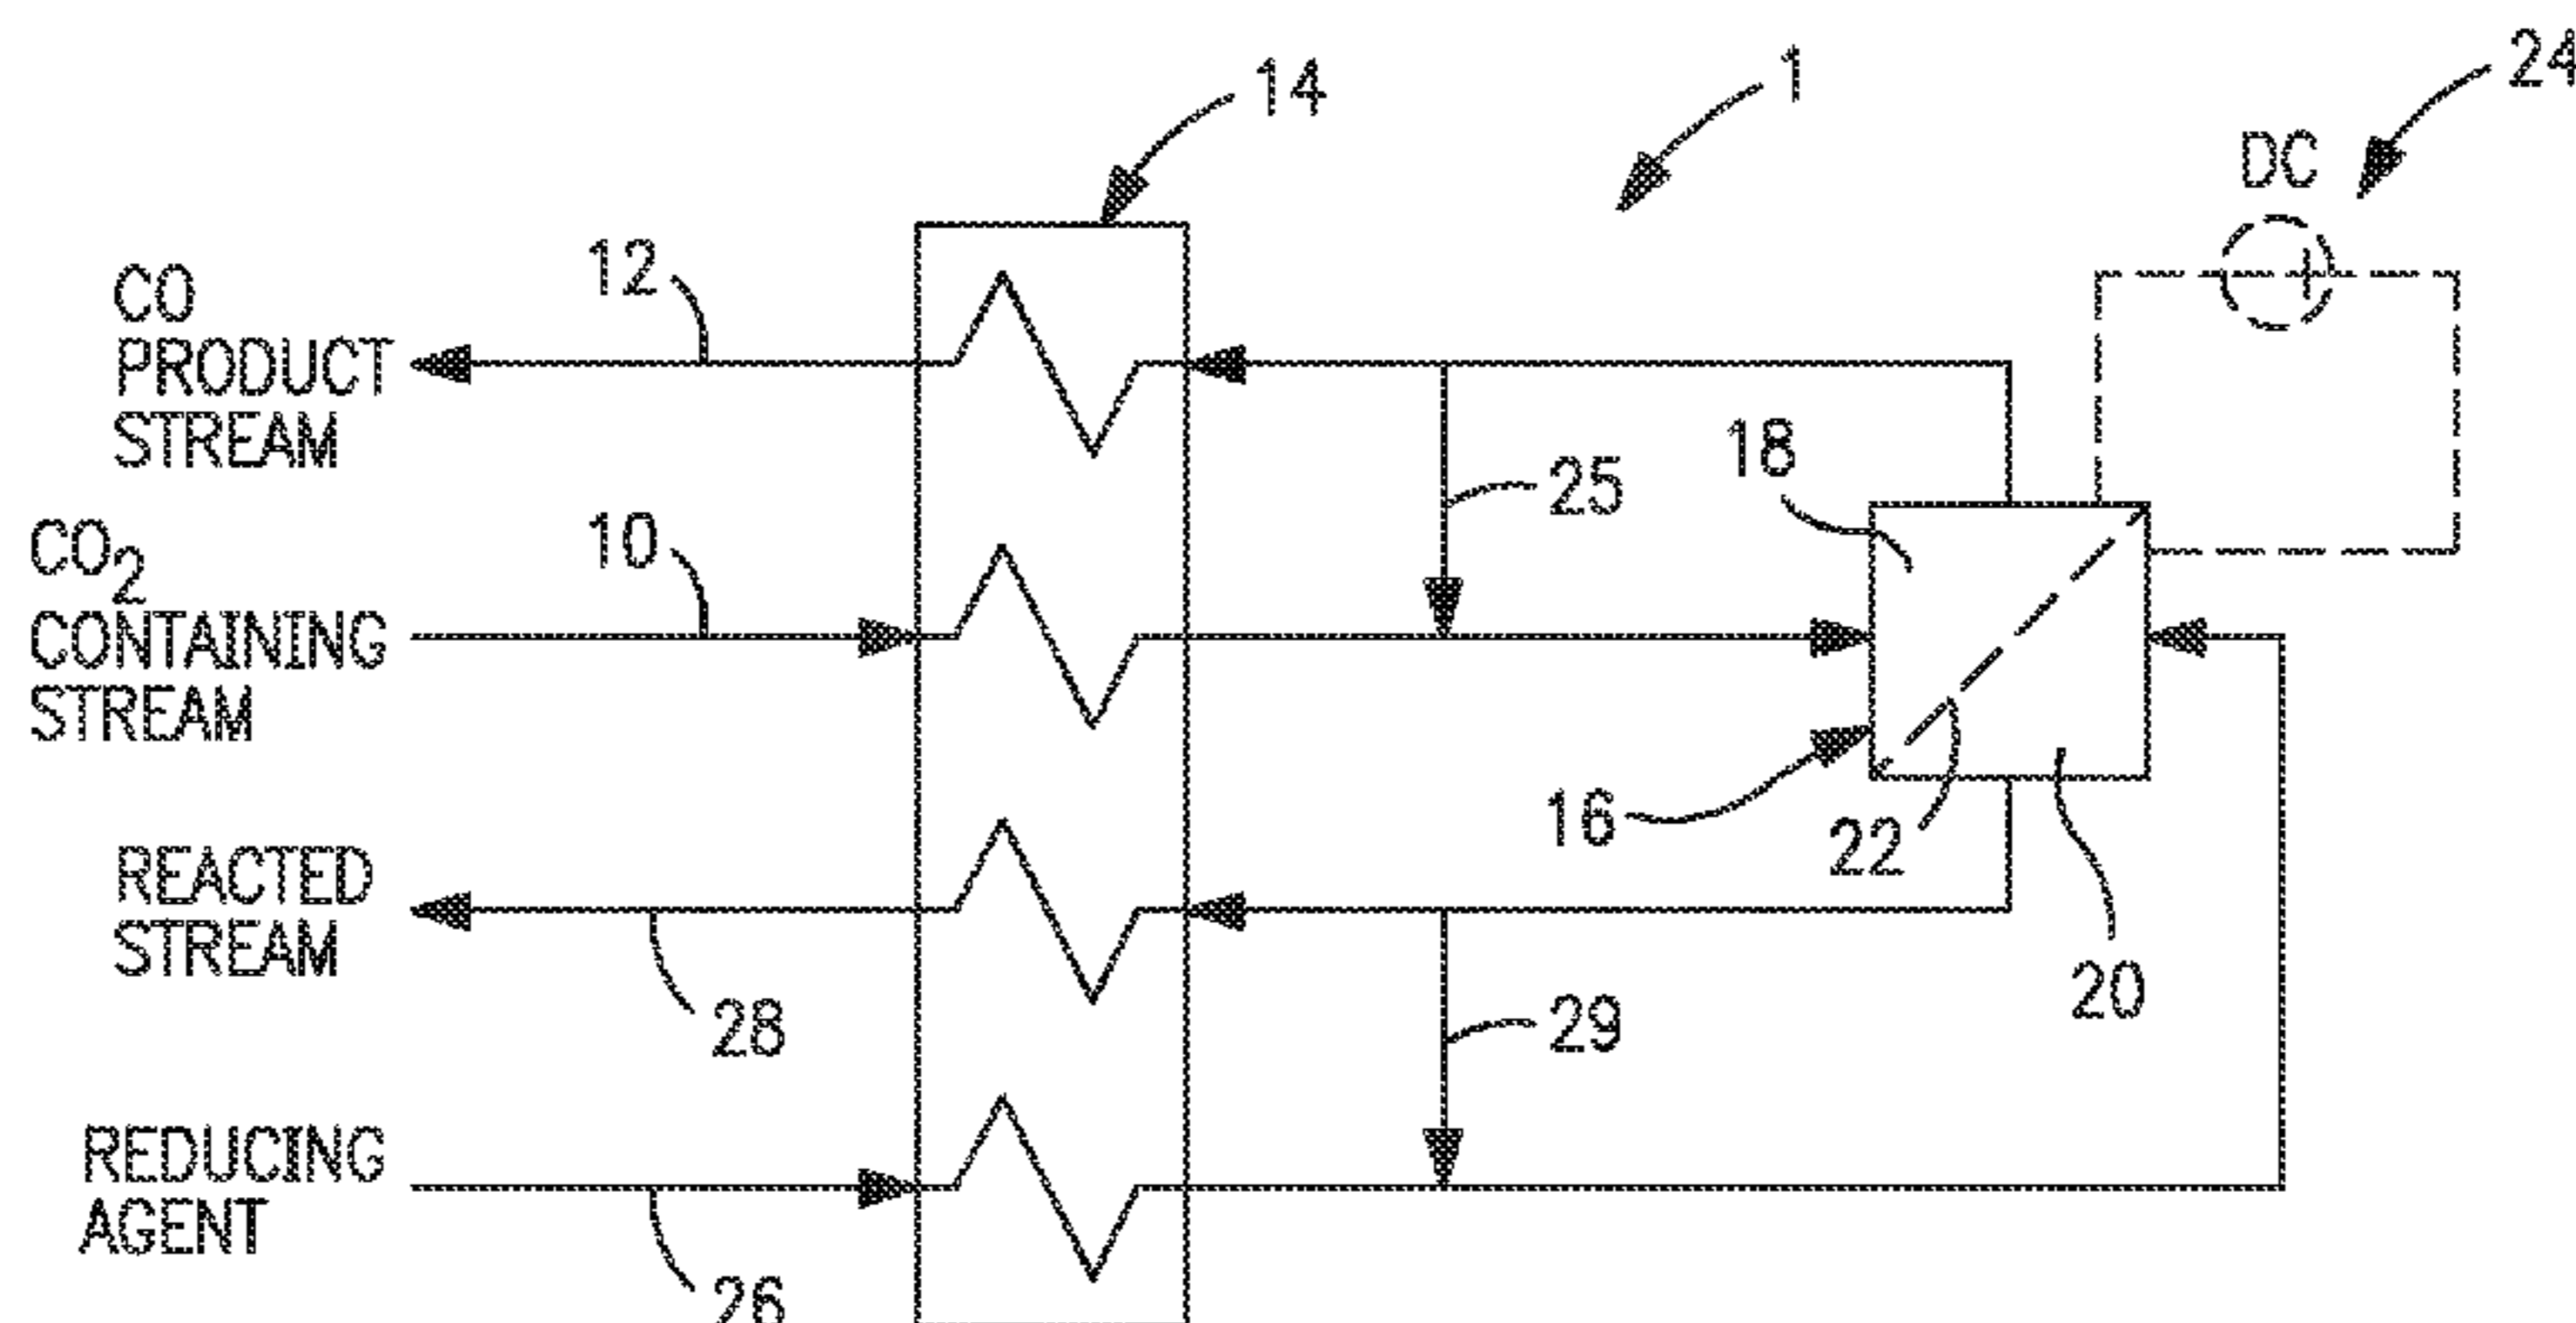 14
1
24
DC
12
CO
PRODUCT
STREAM
18
25
10
CO2
CONTAINING
STREAM
16
22
REACTED
STREAM
20
28
29
REDUCING
AGENT
26